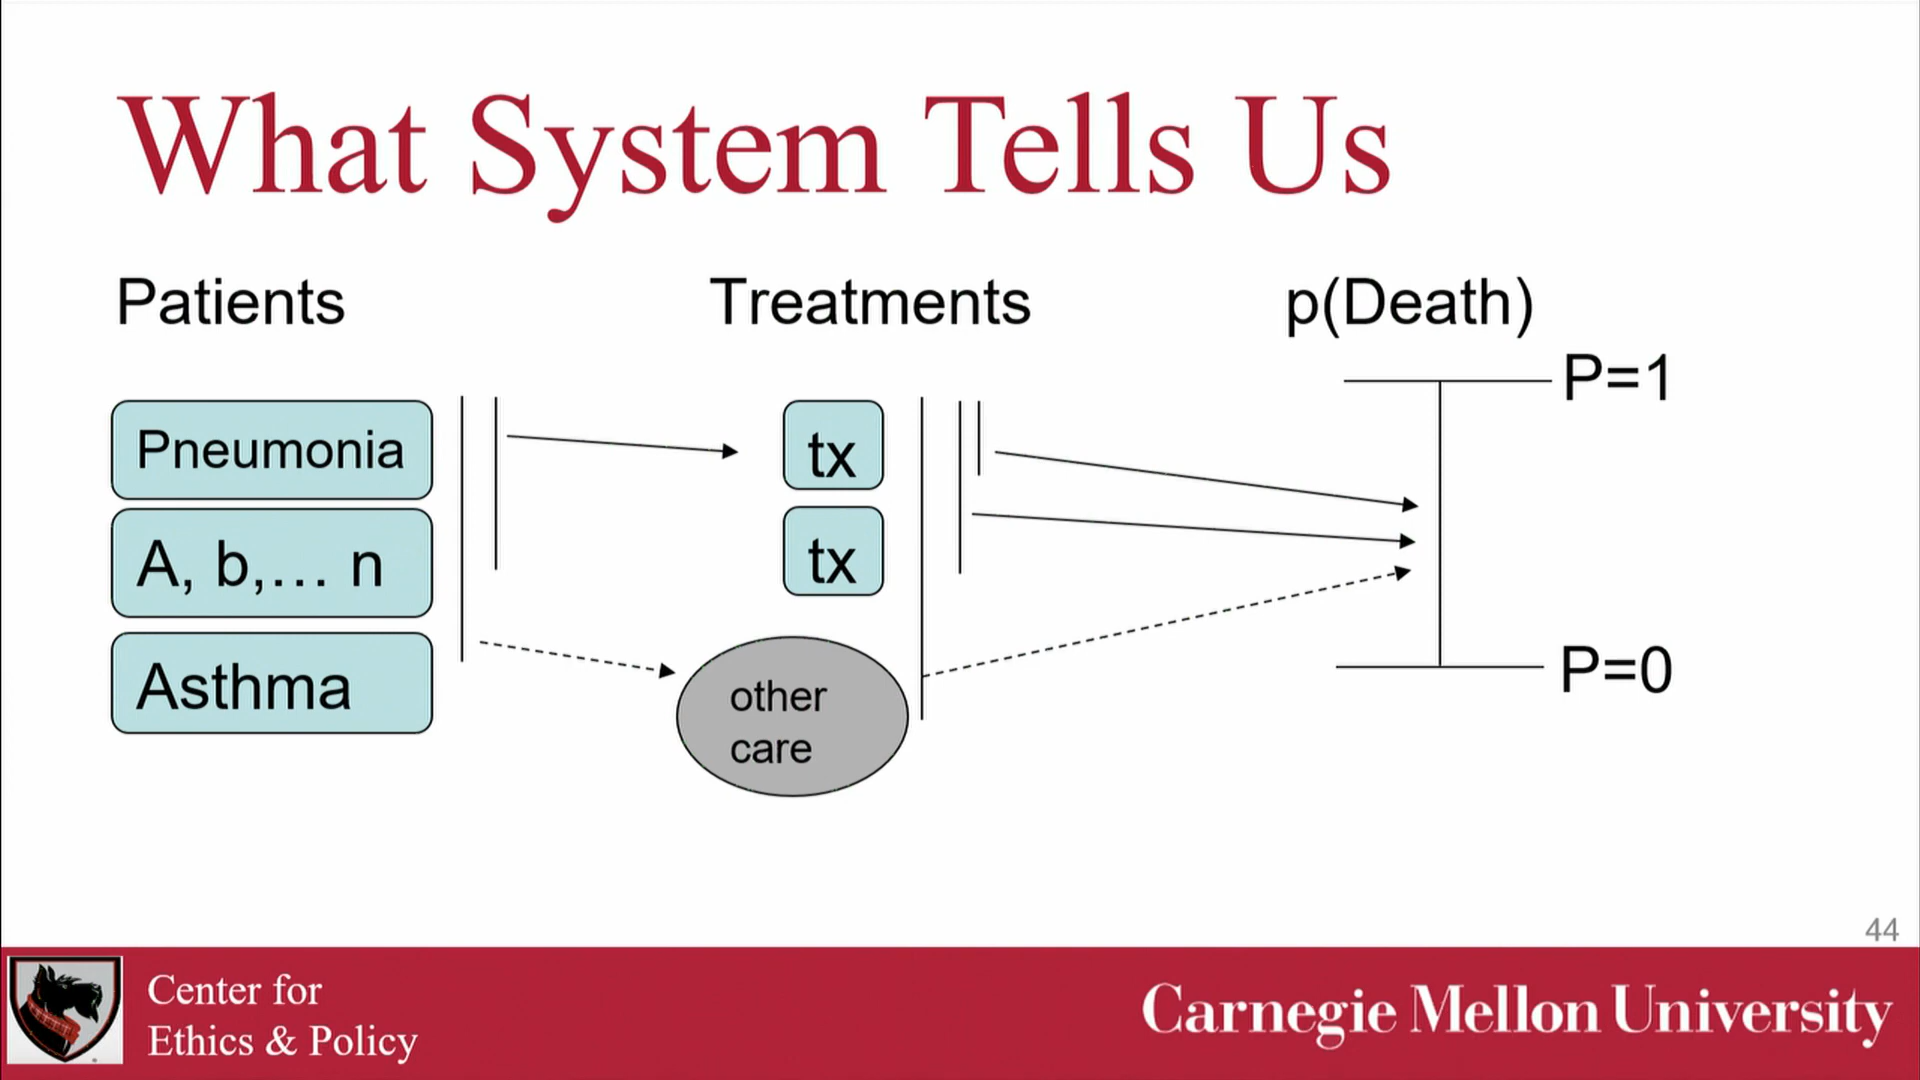 What System Tells Us
Patients
Treatments
p(Death)
P=1
Pneumonia
tx
A, b,... n
tx
Asthma
other
care
P=0
44
Center for
Ethics & Policy
Carnegie Mellon University